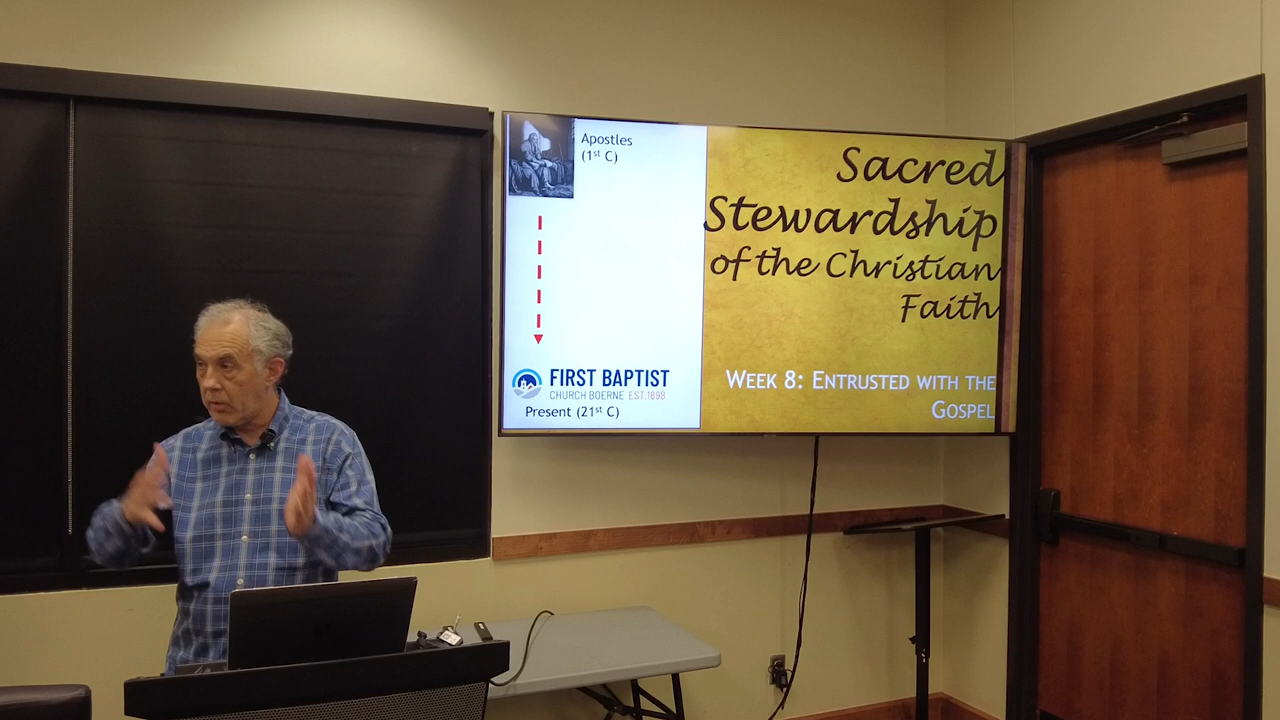 Apostles
(1st C)
FIRST BAPTIST
CHURCH BOERNE EST.1898
Present (21st C)
Sacred
Stewardship
of the Christian
Faith
WEEK 8: ENTRUSTED WITH THE
GOSPEL